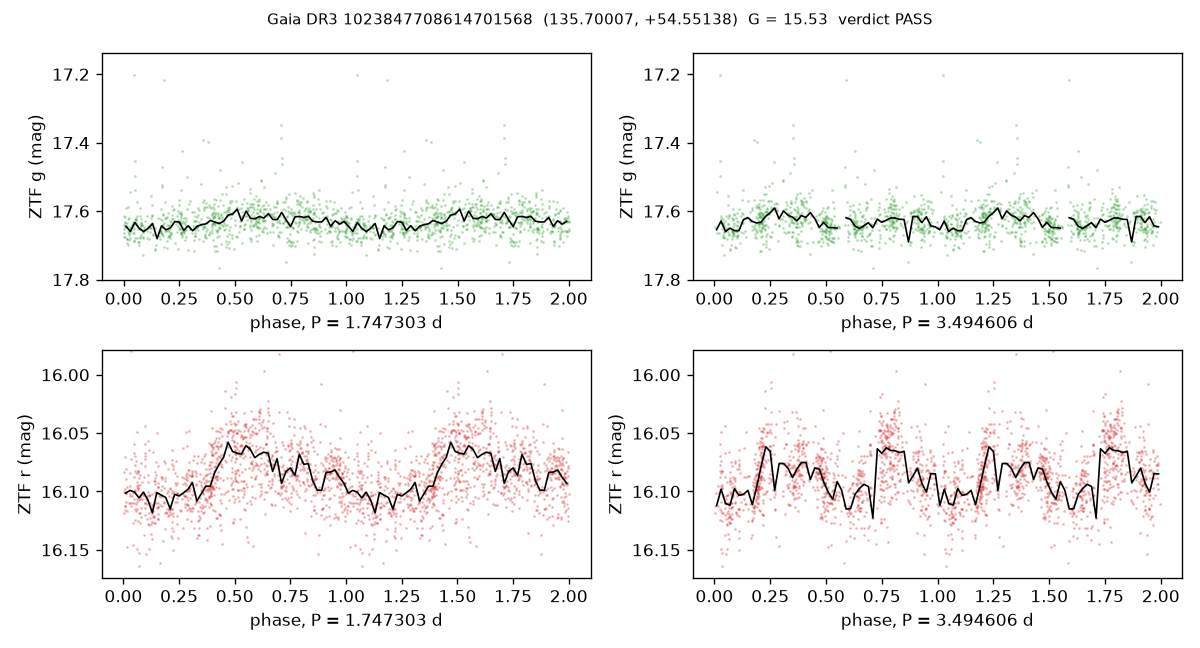 Gaia DR3 1023847708614701568  (135.70007, +54.55138)  G = 15.53  verdict PASS
ZTF g (mag)
17.2
17.4
17.6
17.8
0.00 0.25 0.50 0.75 1.00 1.25 1.50 1.75 2.00
phase, P = 1.747303 d
ZTF g (mag)
17.2
17.4
17.6
17.8
0.00 0.25 0.50 0.75 1.00 1.25 1.50 1.75 2.00
phase, P = 3.494606 d
ZTF r (mag)
16.00
16.05
16.10
16.15
0.00 0.25 0.50 0.75 1.00 1.25 1.50 1.75 2.00
phase, P = 1.747303 d
ZTF r (mag)
16.00
16.05
16.10
16.15
0.00 0.25 0.50 0.75 1.00 1.25 1.50 1.75 2.00
phase, P = 3.494606 d